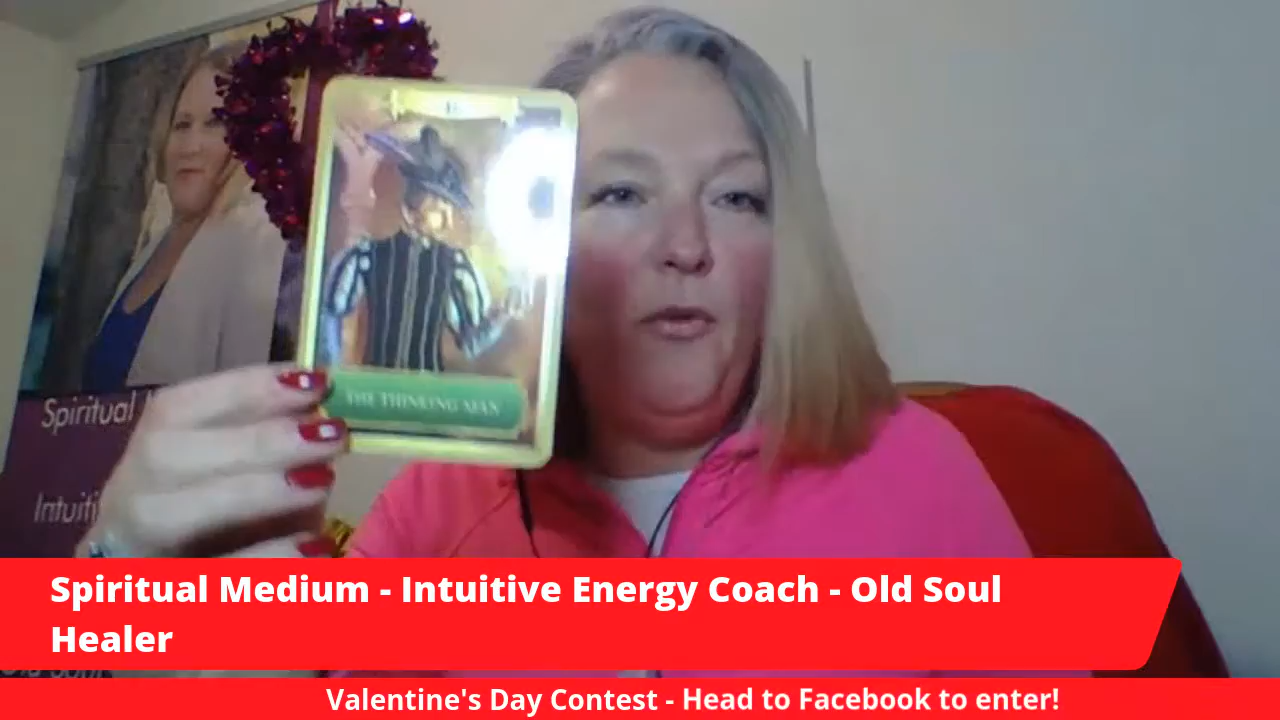 THE THINKING MAN
Spiritual
Intuiti
Spiritual Medium - Intuitive Energy Coach - Old Soul
Healer
Valentine's Day Contest - Head to Facebook to enter!